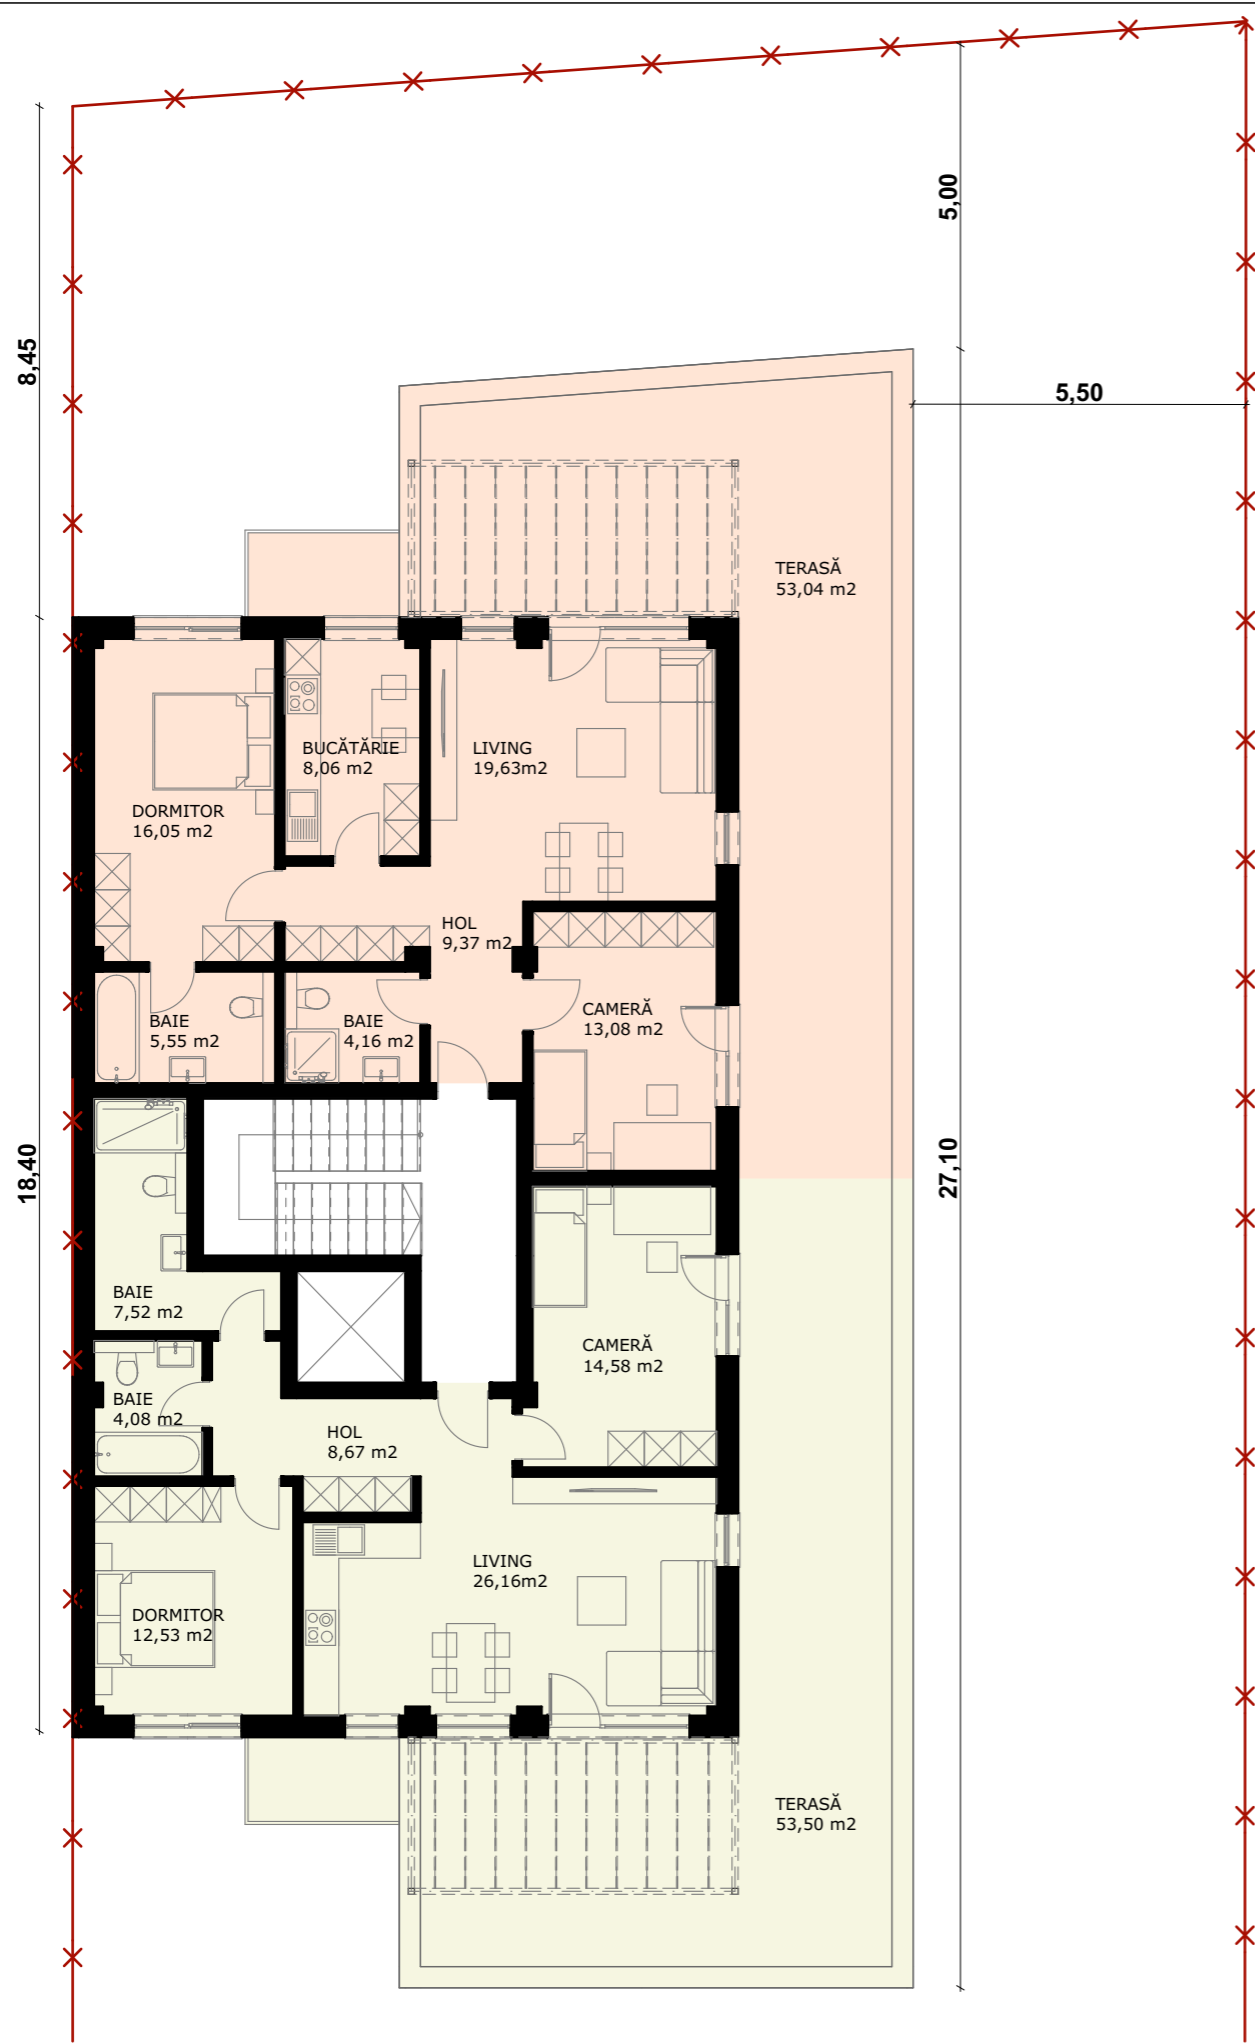 5,00
8,45
5,50
TERASĂ
53,04 m2
BUCĂTĂRIE
8,06 m2
LIVING
19,63m2
DORMITOR
16,05 m2
HOL
9,37 m2
CAMERĂ
13,08 m2
BAIE
5,55 m2
BAIE
4,16 m2
18,40
27,10
BAIE
7,52 m2
CAMERĂ
14,58 m2
BAIE
4,08 m2
HOL
8,67 m2
LIVING
26,16m2
DORMITOR
12,53 m2
TERASĂ
53,50 m2